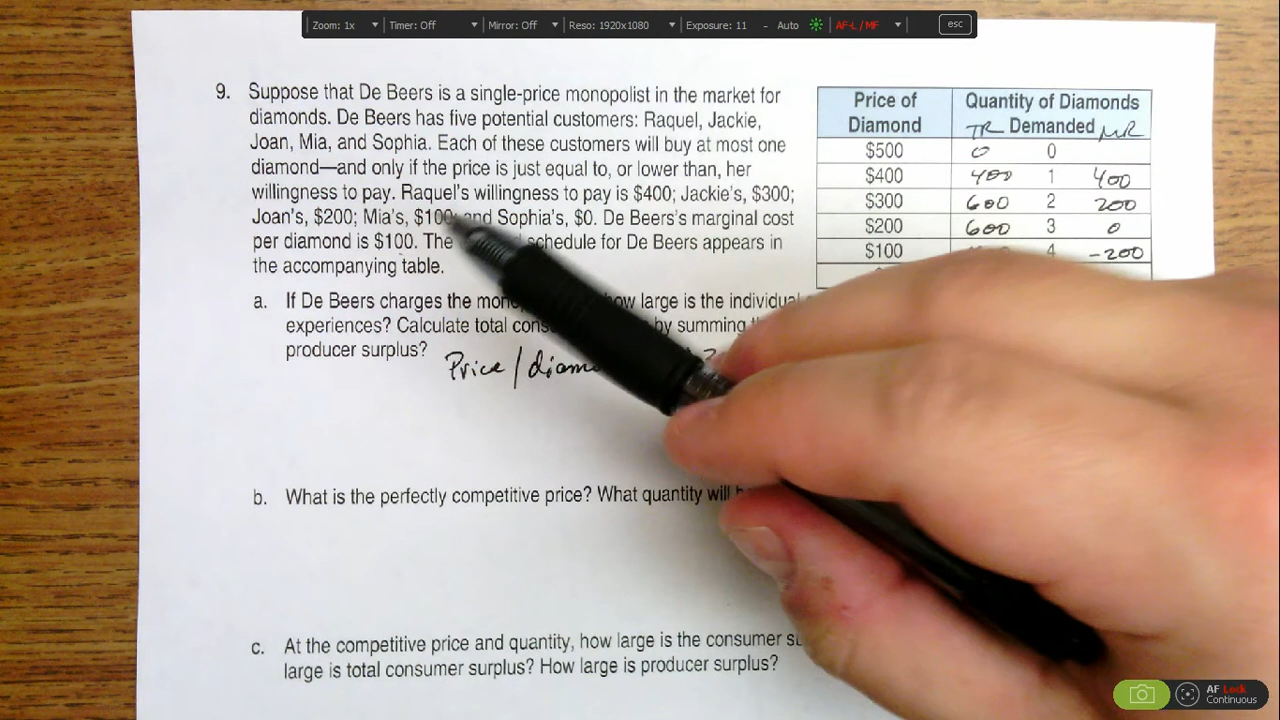 Zoom: 1x Timer: Off Mirror: Off Reso: 1920x1080 Exposure: 11 - Auto AF-L / MF esc
9. Suppose that De Beers is a single-price monopolist in the market for
diamonds. De Beers has five potential customers: Raquel, Jackie,
Joan, Mia, and Sophia. Each of these customers will buy at most one
diamond—and only if the price is just equal to, or lower than, her
willingness to pay. Raquel's willingness to pay is $400; Jackie's, $300;
Joan's, $200; Mia's, $100; and Sophia's, $0. De Beers's marginal cost
per diamond is $100. The schedule for De Beers appears in
the accompanying table.
Price of Quantity of Diamonds
Diamond TR Demanded MR
$500 0 0
$400 400 1 400
$300 600 2 200
$200 600 3 0
$100 4 -200
a. If De Beers charges the how large is the individual
experiences? Calculate total by summing
producer surplus?
Price /
b. What is the perfectly competitive price? What quantity will
c. At the competitive price and quantity, how large is the consumer
large is total consumer surplus? How large is producer surplus?
AF Lock
Continuous